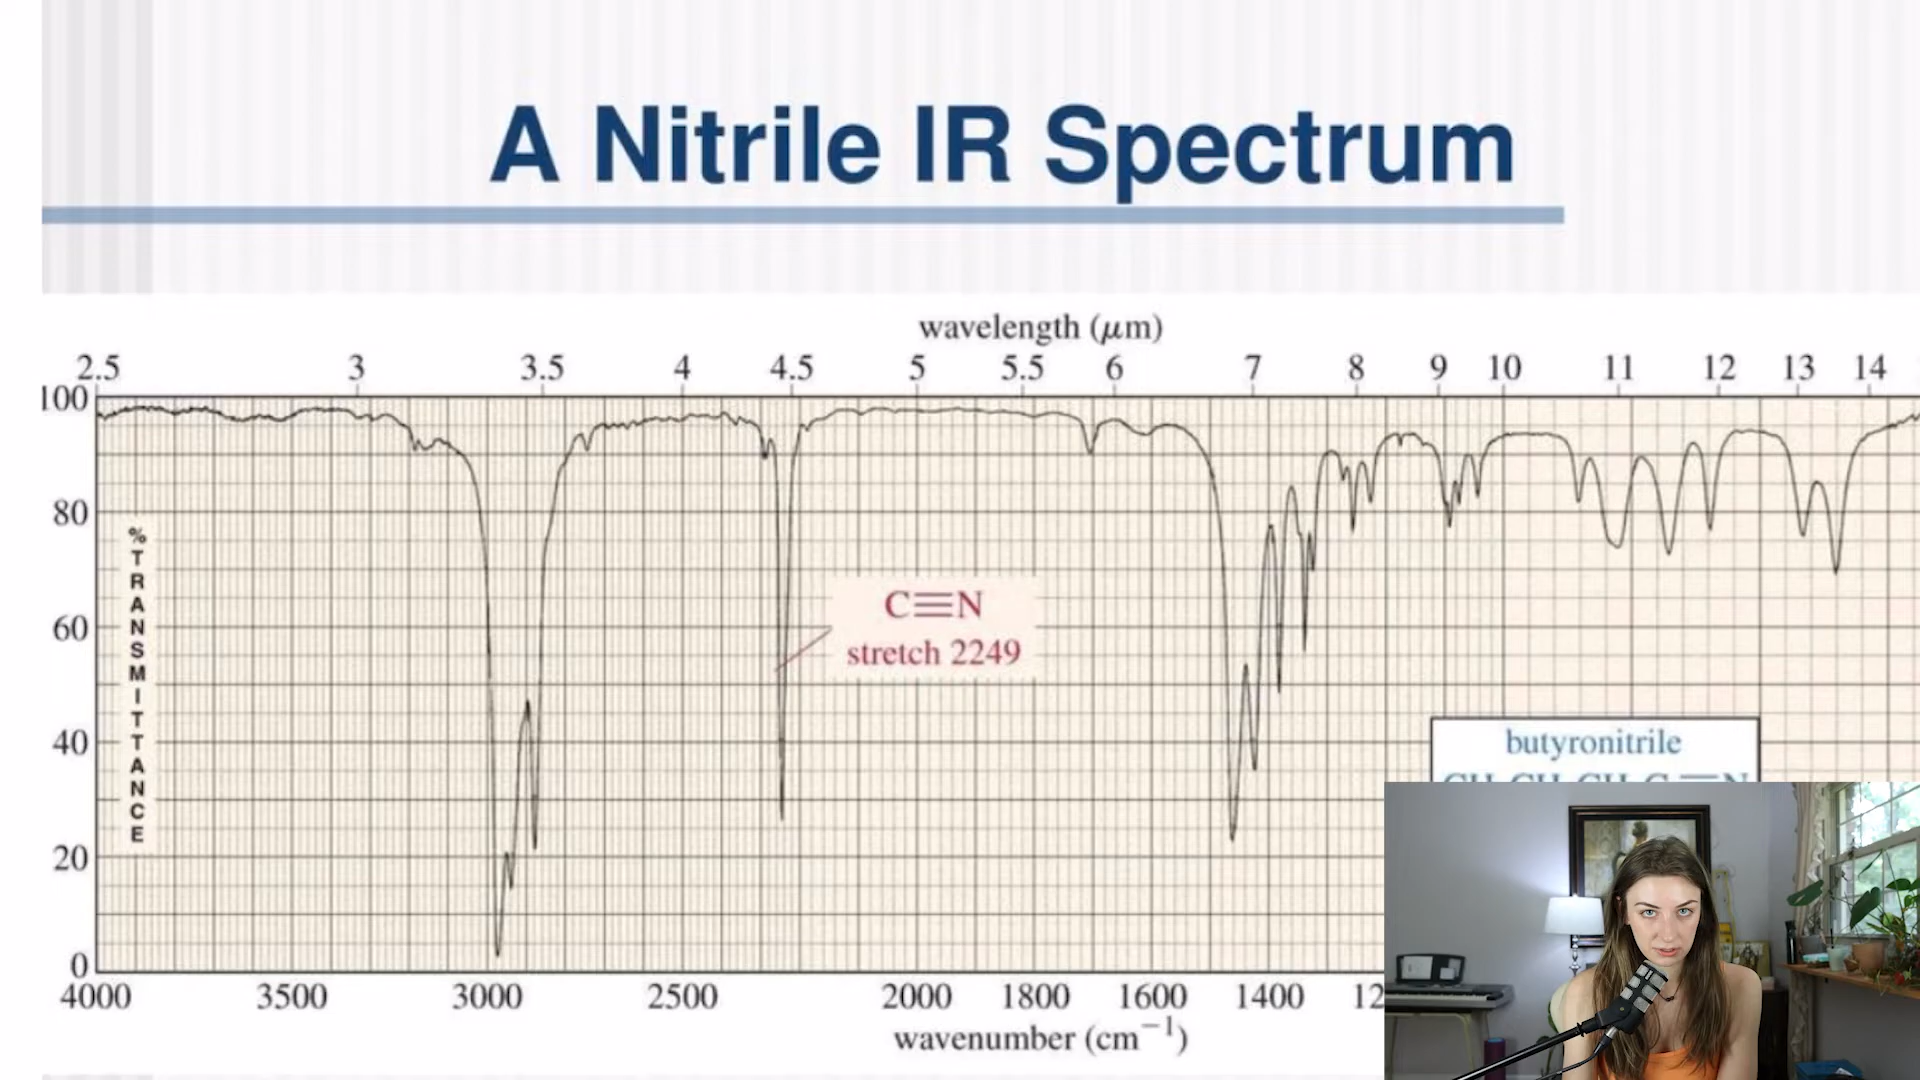 A Nitrile IR Spectrum
wavelength (μm)
2.5 3 3.5 4 4.5 5 5.5 6 7 8 9 10 11 12 13 14
100
80
60
40
20
0
%TRANSMITTANCE
C≡N
stretch 2249
butyronitrile
4000 3500 3000 2500 2000 1800 1600 1400 12
wavenumber (cm⁻¹)